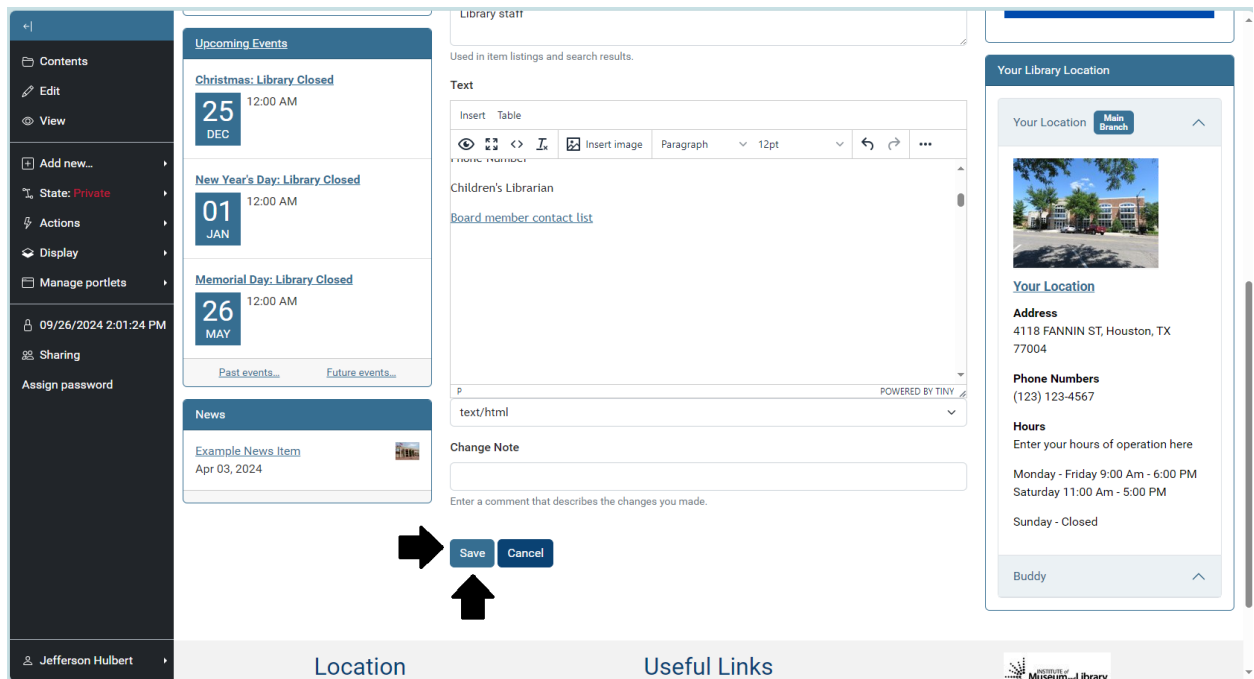 Contents
Edit
View
Add new...
State: Private
Actions
Display
Manage portlets
09/26/2024 2:01:24 PM
Sharing
Assign password
Jefferson Hulbert
Upcoming Events
Christmas: Library Closed
25
DEC
12:00 AM
New Year's Day: Library Closed
01
JAN
12:00 AM
Memorial Day: Library Closed
26
MAY
12:00 AM
Past events...
Future events...
News
Example News Item
Apr 03, 2024
Library staff
Used in item listings and search results.
Text
Insert Table
Insert image Paragraph 12pt
Phone Number
Children's Librarian
Board member contact list
P
POWERED BY TINY
text/html
Change Note
Enter a comment that describes the changes you made.
Save Cancel
Your Library Location
Your Location Main
Branch
Your Location
Address
4118 FANNIN ST, Houston, TX
77004
Phone Numbers
(123) 123-4567
Hours
Enter your hours of operation here
Monday - Friday 9:00 Am - 6:00 PM
Saturday 11:00 Am - 5:00 PM
Sunday - Closed
Buddy
Location
Useful Links
INSTITUTE of
Museum and Library